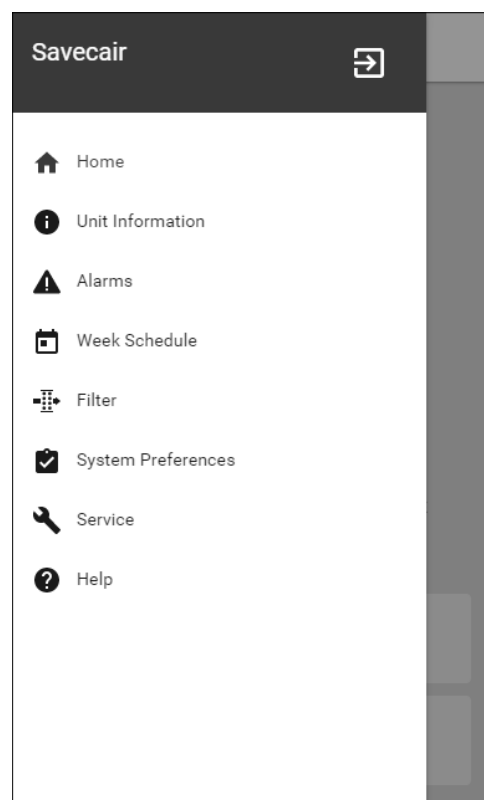 Savecair
Home
Unit Information
Alarms
Week Schedule
Filter
System Preferences
Service
Help